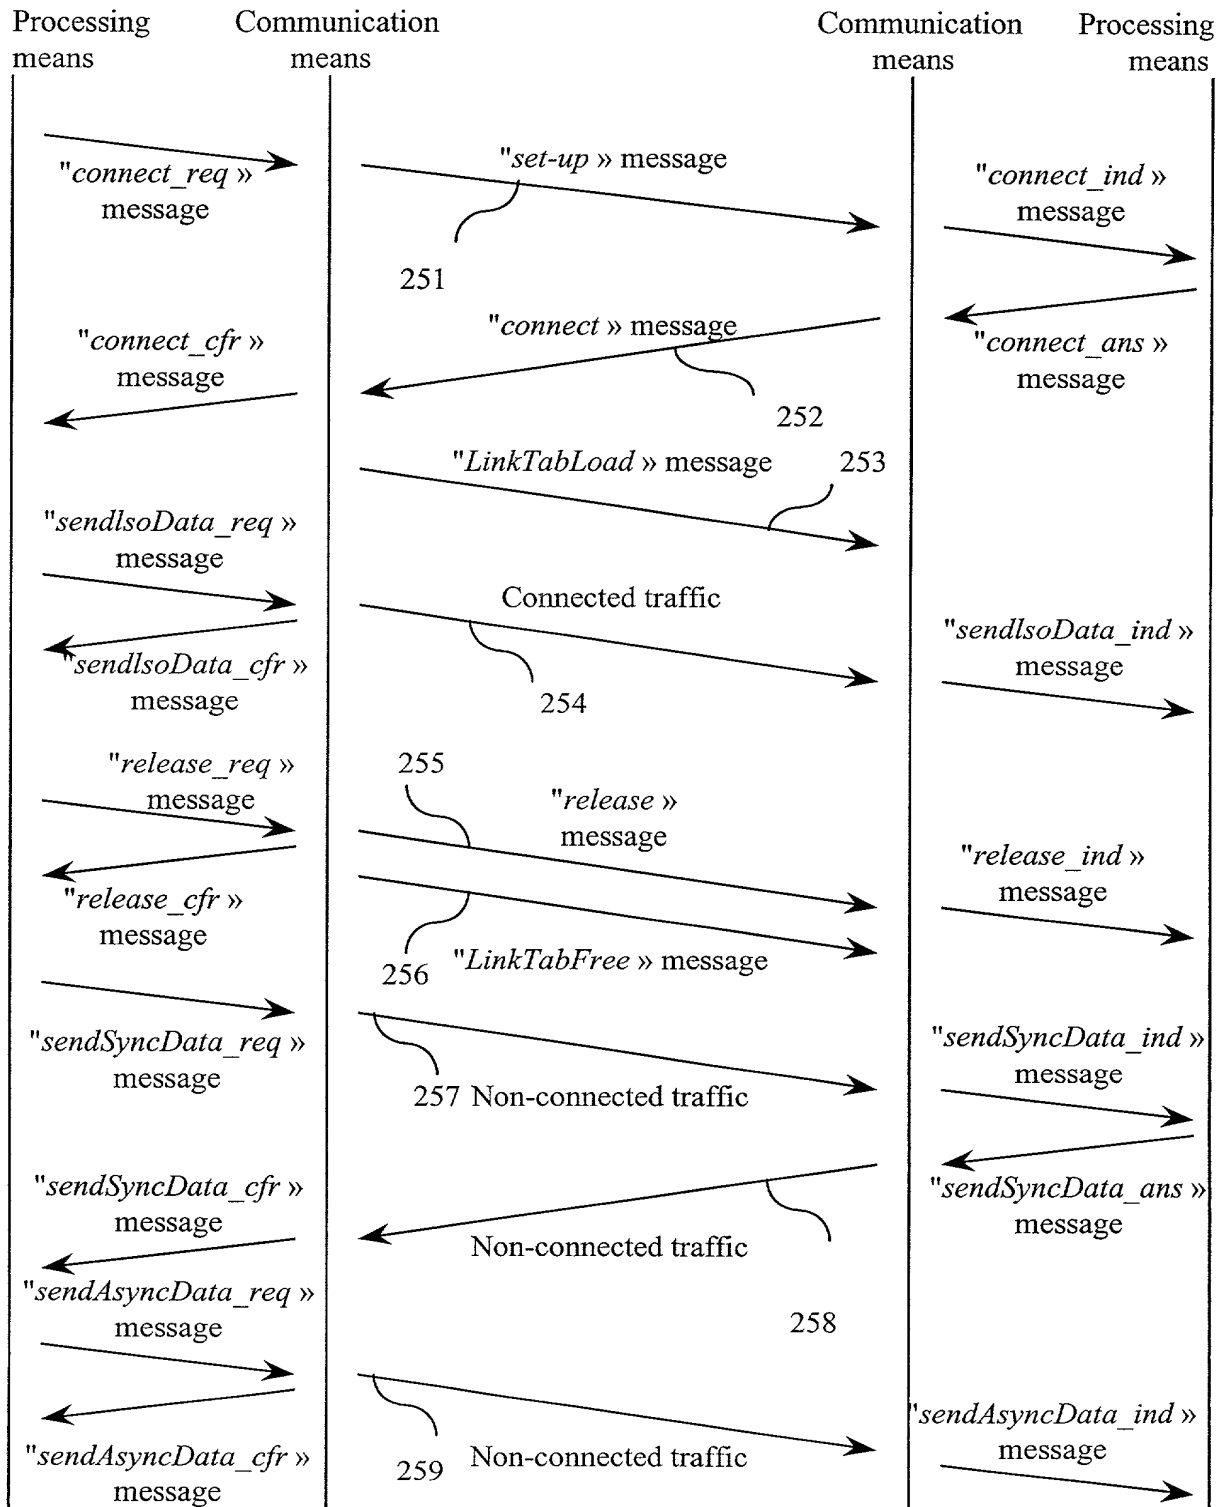 Processing
means
Communication
means
Communication
means
Processing
means
"connect_req »
message
"set-up » message
251
"connect_ind »
message
"connect_cfr »
message
"connect » message
252
"connect_ans »
message
"LinkTabLoad » message
253
"sendlsoData_req »
message
Connected traffic
254
"sendlsoData_ind »
message
"sendlsoData_cfr »
message
"release_req »
message
255
"release »
message
"release_ind »
message
"release_cfr »
message
256
"LinkTabFree » message
"sendSyncData_req »
message
257
Non-connected traffic
"sendSyncData_ind »
message
"sendSyncData_cfr »
message
Non-connected traffic
258
"sendSyncData_ans »
message
"sendAsyncData_req »
message
"sendAsyncData_cfr »
message
259
Non-connected traffic
"sendAsyncData_ind »
message